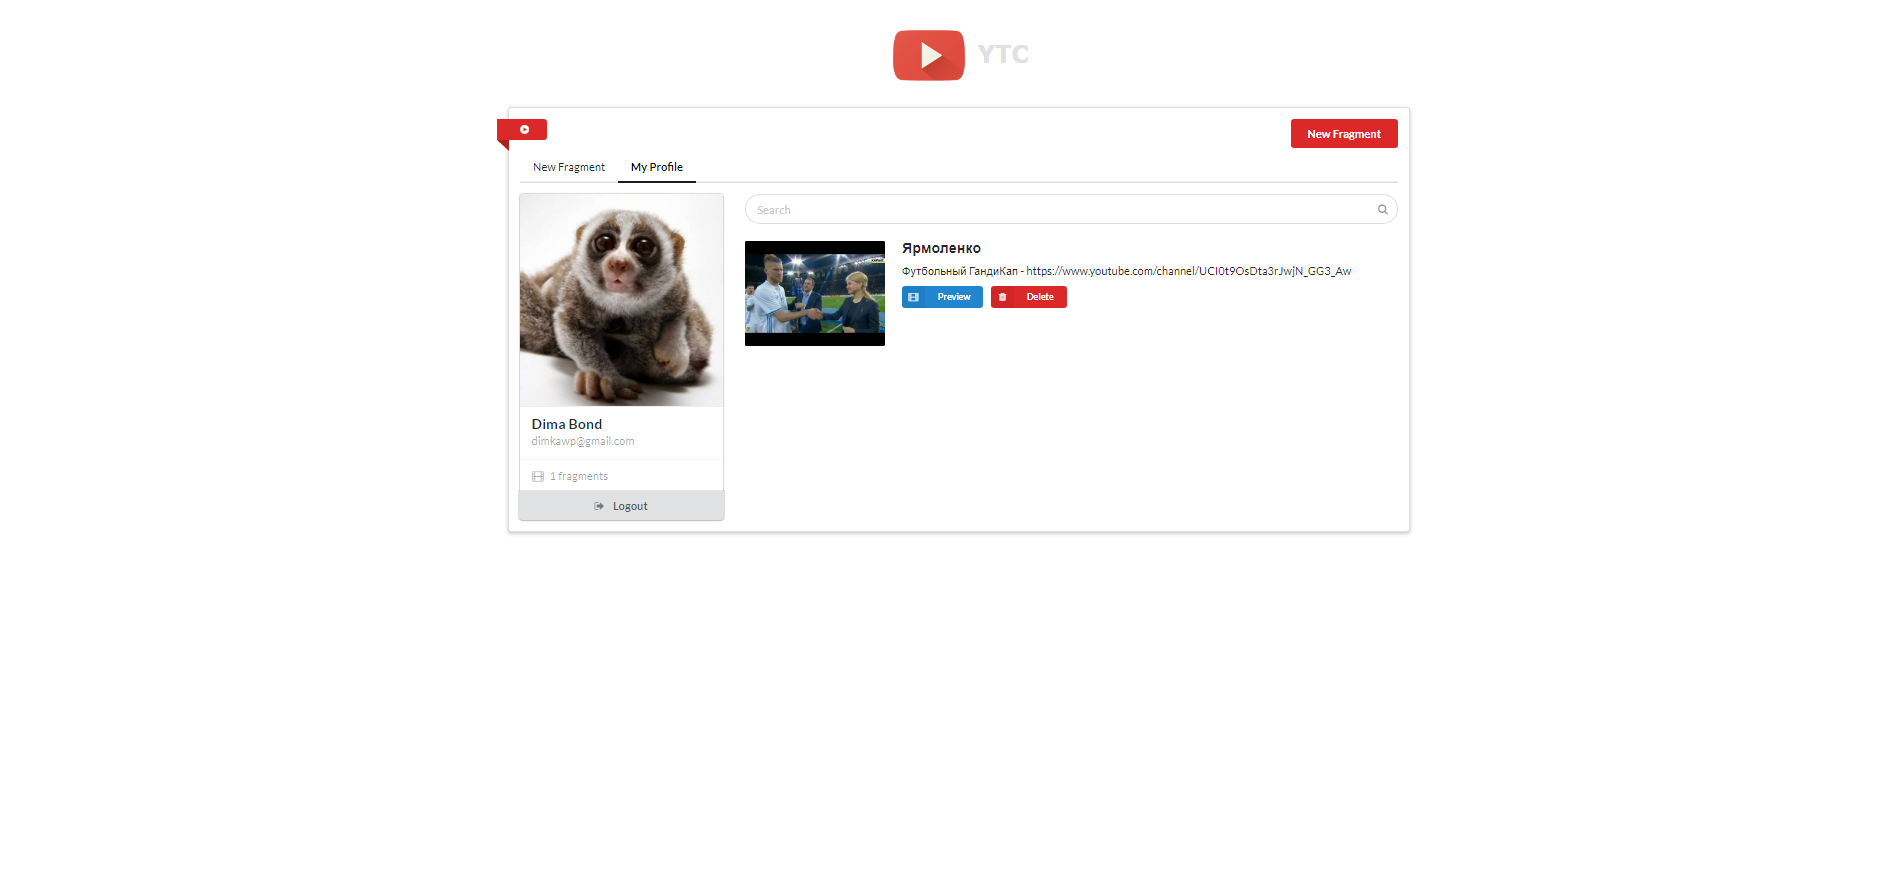 YTC
New Fragment
New Fragment
My Profile
Search
Ярмоленко
Футбольный ГандиКап - https://www.youtube.com/channel/UCI0t9OsDta3rJwjN_GG3_Aw
Preview
Delete
Dima Bond
dimkawp@gmail.com
1 fragments
Logout